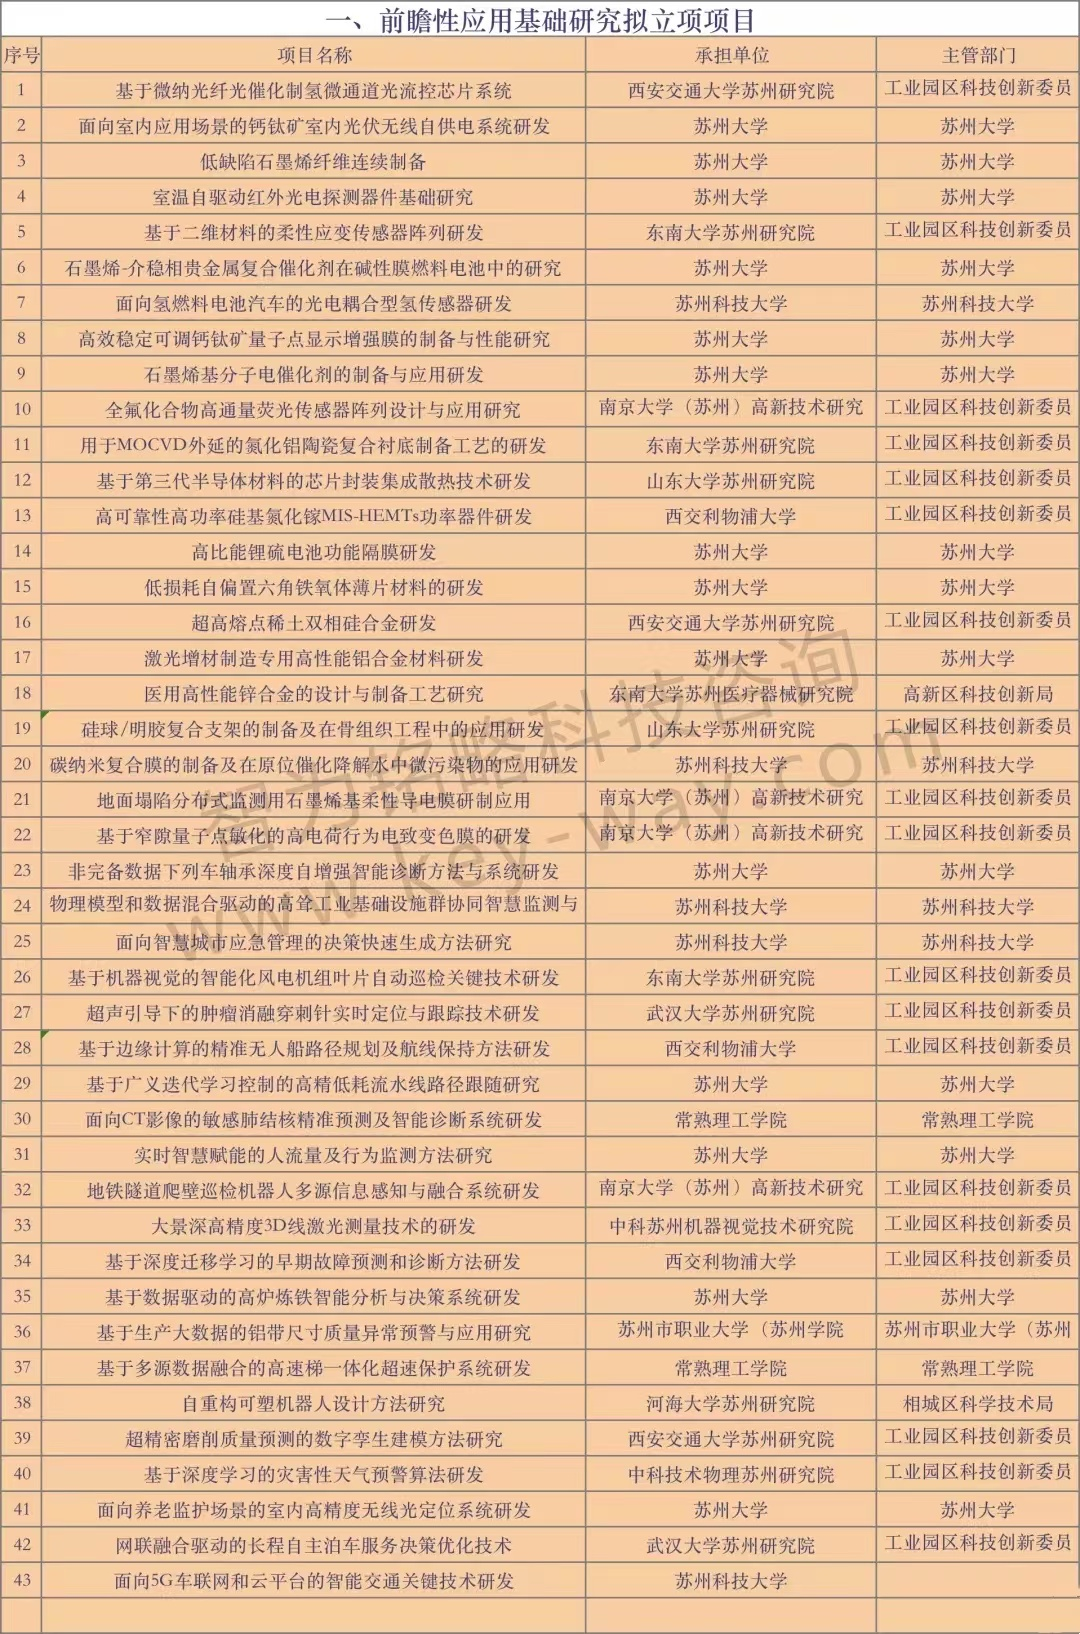 一、前瞻性应用基础研究拟立项项目
序号 项目名称 承担单位 主管部门
1 基于微纳光纤光催化制氢微通道光流控芯片系统 西安交通大学苏州研究院 工业园区科技创新委员
2 面向室内应用场景的钙钛矿室内光伏无线自供电系统研发 苏州大学 苏州大学
3 低缺陷石墨烯纤维连续制备 苏州大学 苏州大学
4 室温自驱动红外光电探测器件基础研究 苏州大学 苏州大学
5 基于二维材料的柔性应变传感器阵列研发 东南大学苏州研究院 工业园区科技创新委员
6 石墨烯-介稳相贵金属复合催化剂在碱性膜燃料电池中的研究 苏州大学 苏州大学
7 面向氢燃料电池汽车的光电耦合型氢传感器研发 苏州科技大学 苏州科技大学
8 高效稳定可调钙钛矿量子点显示增强膜的制备与性能研究 苏州大学 苏州大学
9 石墨烯基分子电催化剂的制备与应用研发 苏州大学 苏州大学
10 全氟化合物高通量荧光传感器阵列设计与应用研究 南京大学（苏州）高新技术研究 工业园区科技创新委员
11 用于MOCVD外延的氮化铝陶瓷复合衬底制备工艺的研发 东南大学苏州研究院 工业园区科技创新委员
12 基于第三代半导体材料的芯片封装集成散热技术研发 山东大学苏州研究院 工业园区科技创新委员
13 高可靠性高功率硅基氮化镓MIS-HEMTs功率器件研发 西交利物浦大学 工业园区科技创新委员
14 高比能锂硫电池功能隔膜研发 苏州大学 苏州大学
15 低损耗自偏置六角铁氧体薄片材料的研发 苏州大学 苏州大学
16 超高熔点稀土双相硅合金研发 西安交通大学苏州研究院 工业园区科技创新委员
17 激光增材制造专用高性能铝合金材料研发 苏州大学 苏州大学
18 医用高性能锌合金的设计与制备工艺研究 东南大学苏州医疗器械研究院 高新区科技创新局
19 硅球/明胶复合支架的制备及在骨组织工程中的应用研发 山东大学苏州研究院 工业园区科技创新委员
20 碳纳米复合膜的制备及在原位催化降解水中微污染物的应用研发 苏州科技大学 苏州科技大学
21 地面塌陷分布式监测用石墨烯基柔性导电膜研制应用 南京大学（苏州）高新技术研究 工业园区科技创新委员
22 基于窄隙量子点敏化的高电荷行为电致变色膜的研发 南京大学（苏州）高新技术研究 工业园区科技创新委员
23 非完备数据下列车轴承深度自增强智能诊断方法与系统研发 苏州大学 苏州大学
24 物理模型和数据混合驱动的高耸工业基础设施群协同智慧监测与 苏州科技大学 苏州科技大学
25 面向智慧城市应急管理的决策快速生成方法研究 苏州科技大学 苏州科技大学
26 基于机器视觉的智能化风电机组叶片自动巡检关键技术研发 东南大学苏州研究院 工业园区科技创新委员
27 超声引导下的肿瘤消融穿刺针实时定位与跟踪技术研发 武汉大学苏州研究院 工业园区科技创新委员
28 基于边缘计算的精准无人船路径规划及航线保持方法研发 西交利物浦大学 工业园区科技创新委员
29 基于广义迭代学习控制的高精低耗流水线路径跟随研究 苏州大学 苏州大学
30 面向CT影像的敏感肺结核精准预测及智能诊断系统研发 常熟理工学院 常熟理工学院
31 实时智慧赋能的人流量及行为监测方法研究 苏州大学 苏州大学
32 地铁隧道爬壁巡检机器人多源信息感知与融合系统研发 南京大学（苏州）高新技术研究 工业园区科技创新委员
33 大景深高精度3D线激光测量技术的研发 中科苏州机器视觉技术研究院 工业园区科技创新委员
34 基于深度迁移学习的早期故障预测和诊断方法研发 西交利物浦大学 工业园区科技创新委员
35 基于数据驱动的高炉炼铁智能分析与决策系统研发 苏州大学 苏州大学
36 基于生产大数据的铝带尺寸质量异常预警与应用研究 苏州市职业大学（苏州学院 苏州市职业大学（苏州
37 基于多源数据融合的高速梯一体化超速保护系统研发 常熟理工学院 常熟理工学院
38 自重构可塑机器人设计方法研究 河海大学苏州研究院 相城区科学技术局
39 超精密磨削质量预测的数字孪生建模方法研究 西安交通大学苏州研究院 工业园区科技创新委员
40 基于深度学习的灾害性天气预警算法研发 中科技术物理苏州研究院 工业园区科技创新委员
41 面向养老监护场景的室内高精度无线光定位系统研发 苏州大学 苏州大学
42 网联融合驱动的长程自主泊车服务决策优化技术 武汉大学苏州研究院 工业园区科技创新委员
43 面向5G车联网和云平台的智能交通关键技术研发 苏州科技大学
智为铭略科技咨询
www.key-way.com